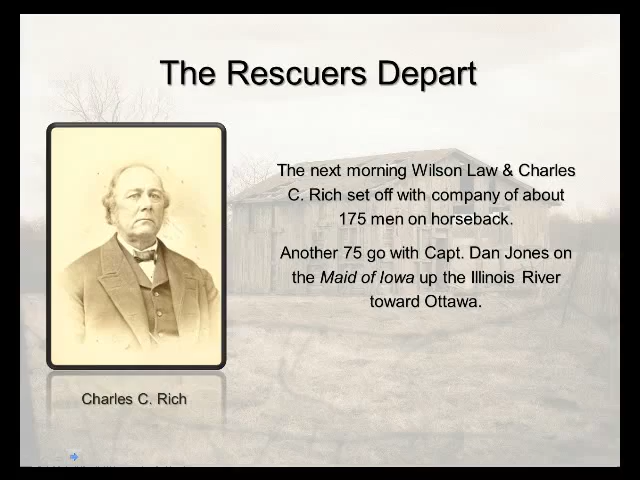 The Rescuers Depart
The next morning Wilson Law & Charles
C. Rich set off with company of about
175 men on horseback.
Another 75 go with Capt. Dan Jones on
the Maid of Iowa up the Illinois River
toward Ottawa.
Charles C. Rich